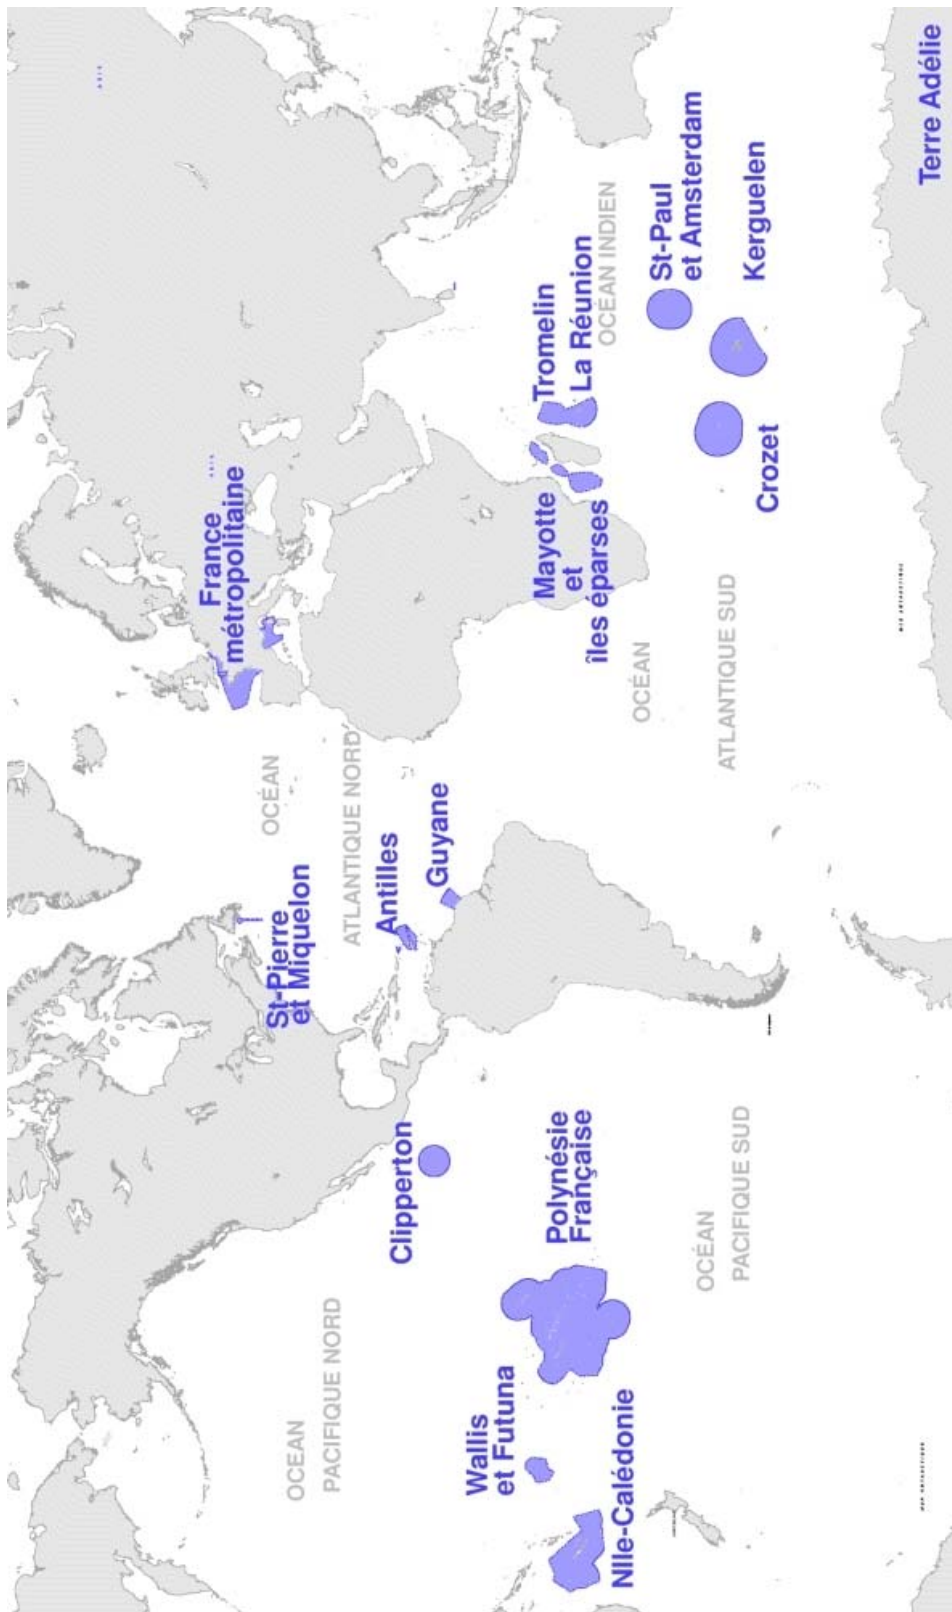 France
métropolitaine
St-Pierre
et Miquelon
OCÉAN
ATLANTIQUE NORD
Antilles
Guyane
Clipperton
OCEAN
PACIFIQUE NORD
Wallis
et Futuna
Polynésie
Française
Nlle-Calédonie
OCÉAN
PACIFIQUE SUD
OCÉAN
ATLANTIQUE SUD
Mayotte
et
îles éparses
Tromelin
La Réunion
OCÉAN INDIEN
St-Paul
et Amsterdam
Kerguelen
Crozet
Terre Adélie